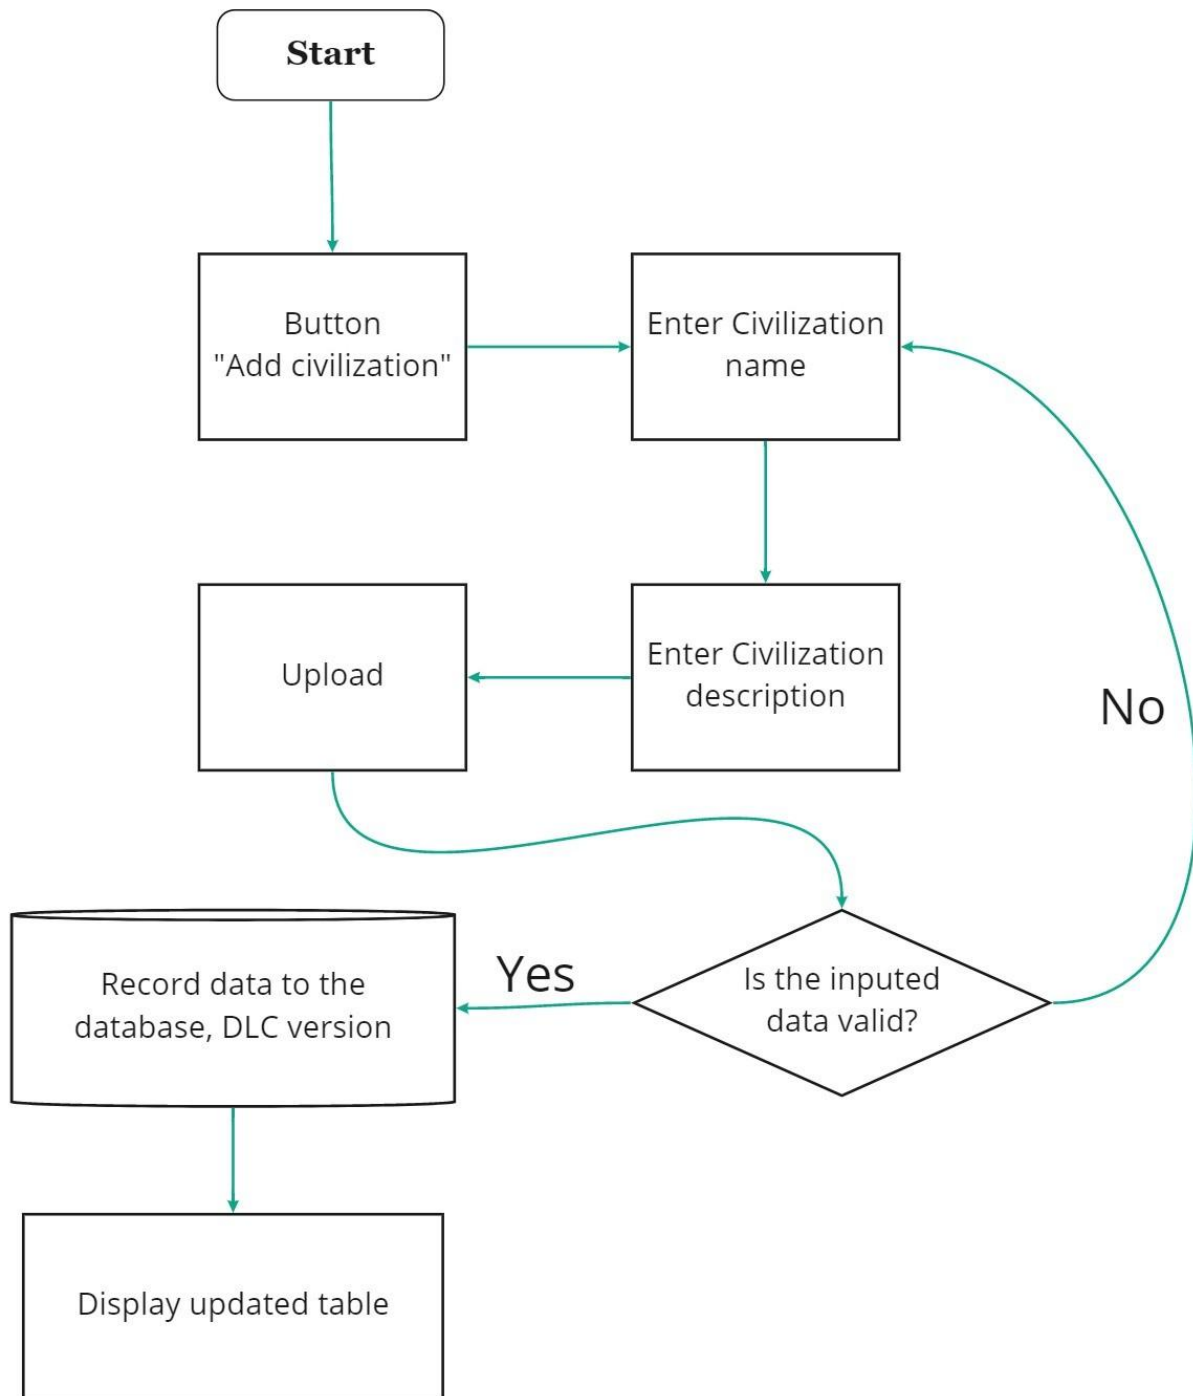 Start
Button
"Add civilization"
Enter Civilization
name
Upload
Enter Civilization
description
No
Yes
Record data to the
database, DLC version
Is the inputed
data valid?
Display updated table